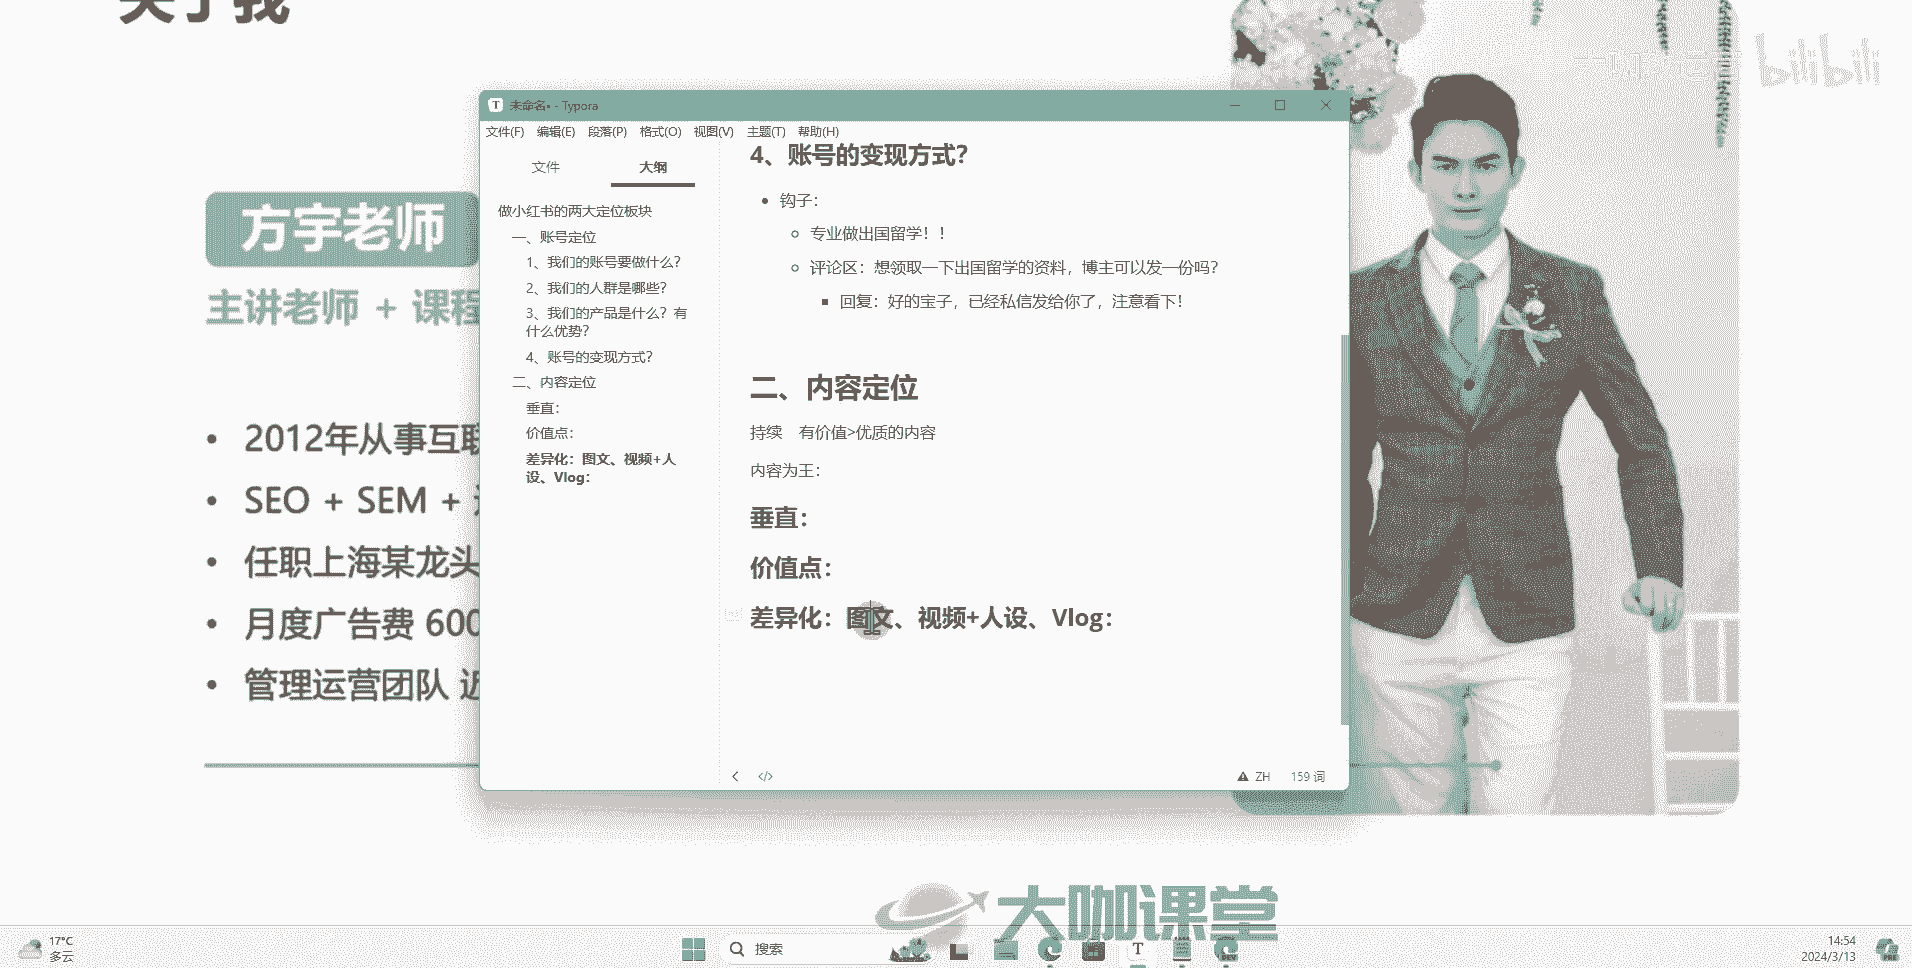 关于我
bilibili
方宇老师
主讲老师 + 课程
2012年从事互联
SEO + SEM +
任职上海某龙头
月度广告费 600
管理运营团队 近
未命名• - Typora
文件(F) 编辑(E) 段落(P) 格式(O) 视图(V) 主题(T) 帮助(H)
文件 大纲
做小红书的两大定位板块
一、账号定位
1、我们的账号要做什么？
2、我们的人群是哪些？
3、我们的产品是什么？有
什么优势？
4、账号的变现方式？
二、内容定位
垂直：
价值点：
差异化：图文、视频+人
设、Vlog：
4、账号的变现方式？
钩子：
专业做出国留学！！
评论区：想领取一下出国留学的资料，博主可以发一份吗？
回复：好的宝子，已经私信发给你了，注意看下！
二、内容定位
持续 有价值>优质的内容
内容为王：
垂直：
价值点：
差异化：图文、视频+人设、Vlog：
ZH 159 词
大咖课堂
17°C
多云
搜索
14:54
2024/3/13